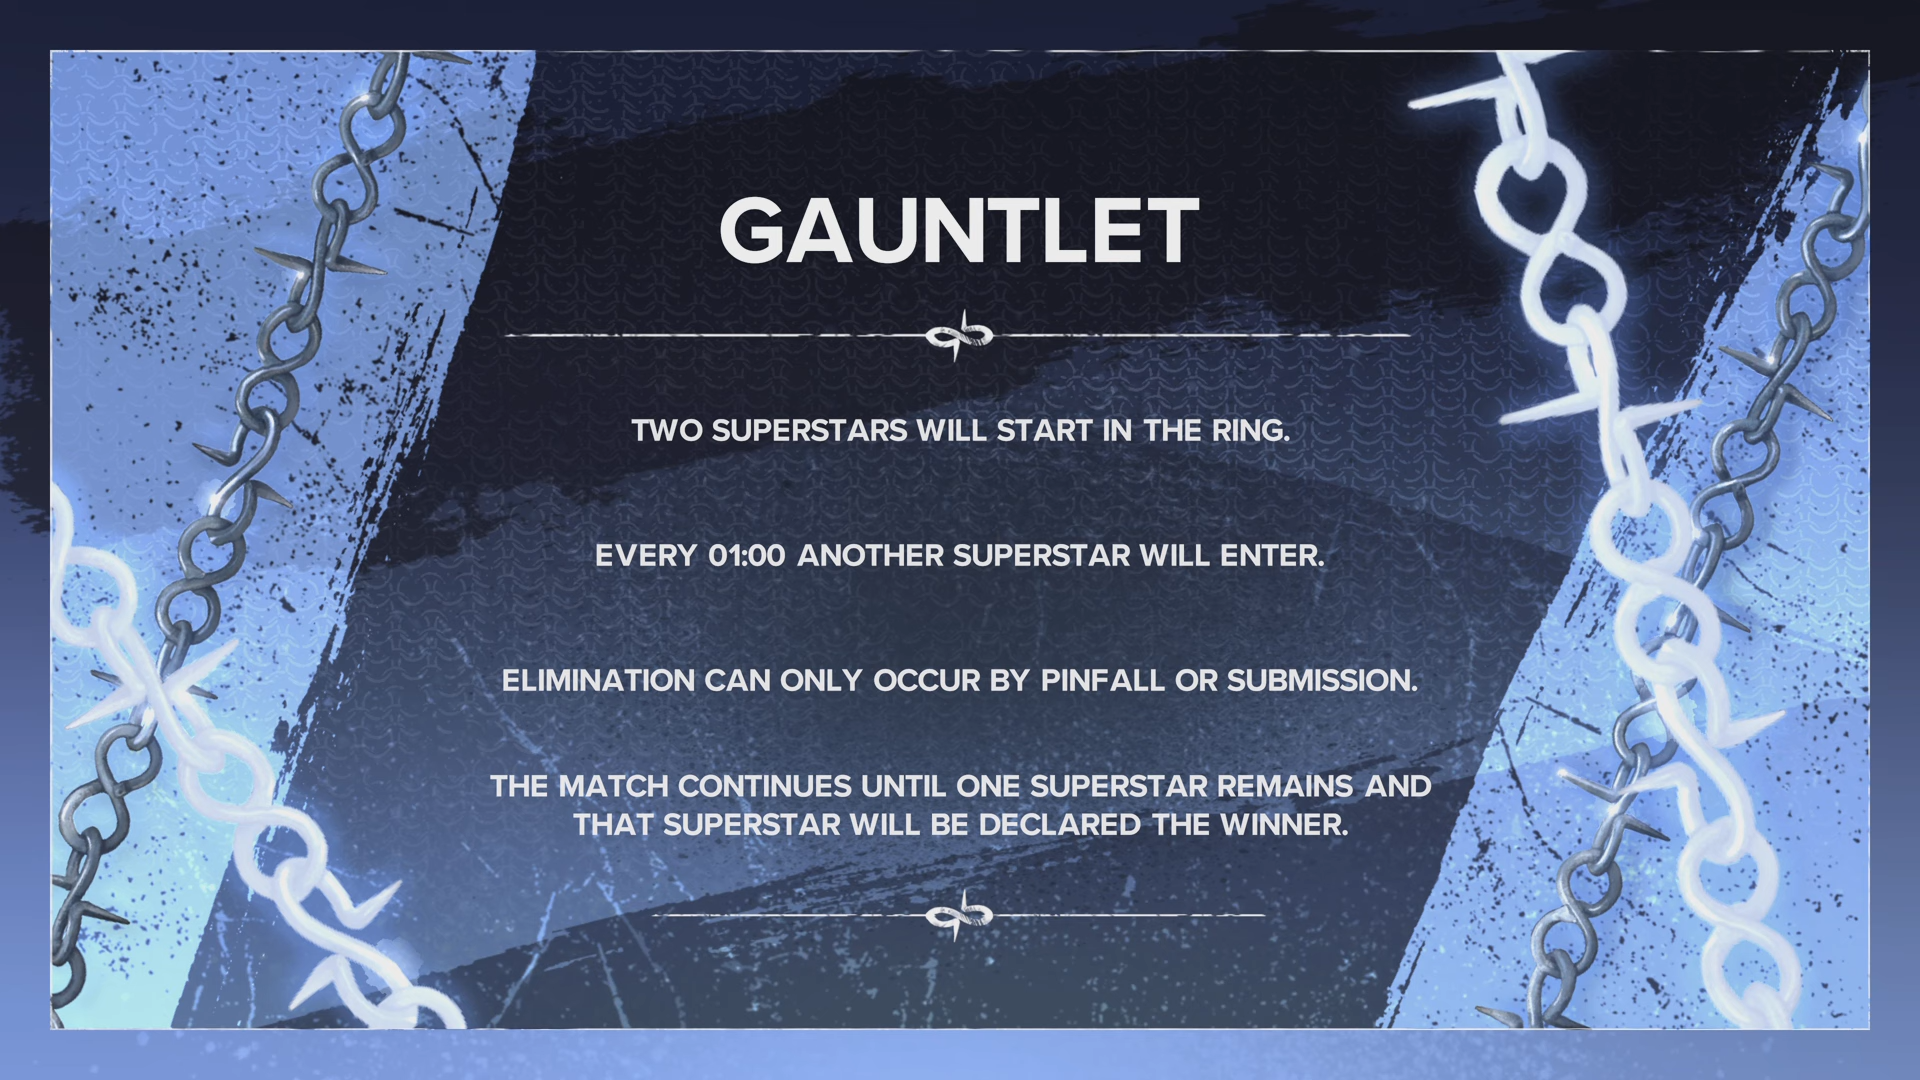 GAUNTLET
TWO SUPERSTARS WILL START IN THE RING.
EVERY 01:00 ANOTHER SUPERSTAR WILL ENTER.
ELIMINATION CAN ONLY OCCUR BY PINFALL OR SUBMISSION.
THE MATCH CONTINUES UNTIL ONE SUPERSTAR REMAINS AND
THAT SUPERSTAR WILL BE DECLARED THE WINNER.